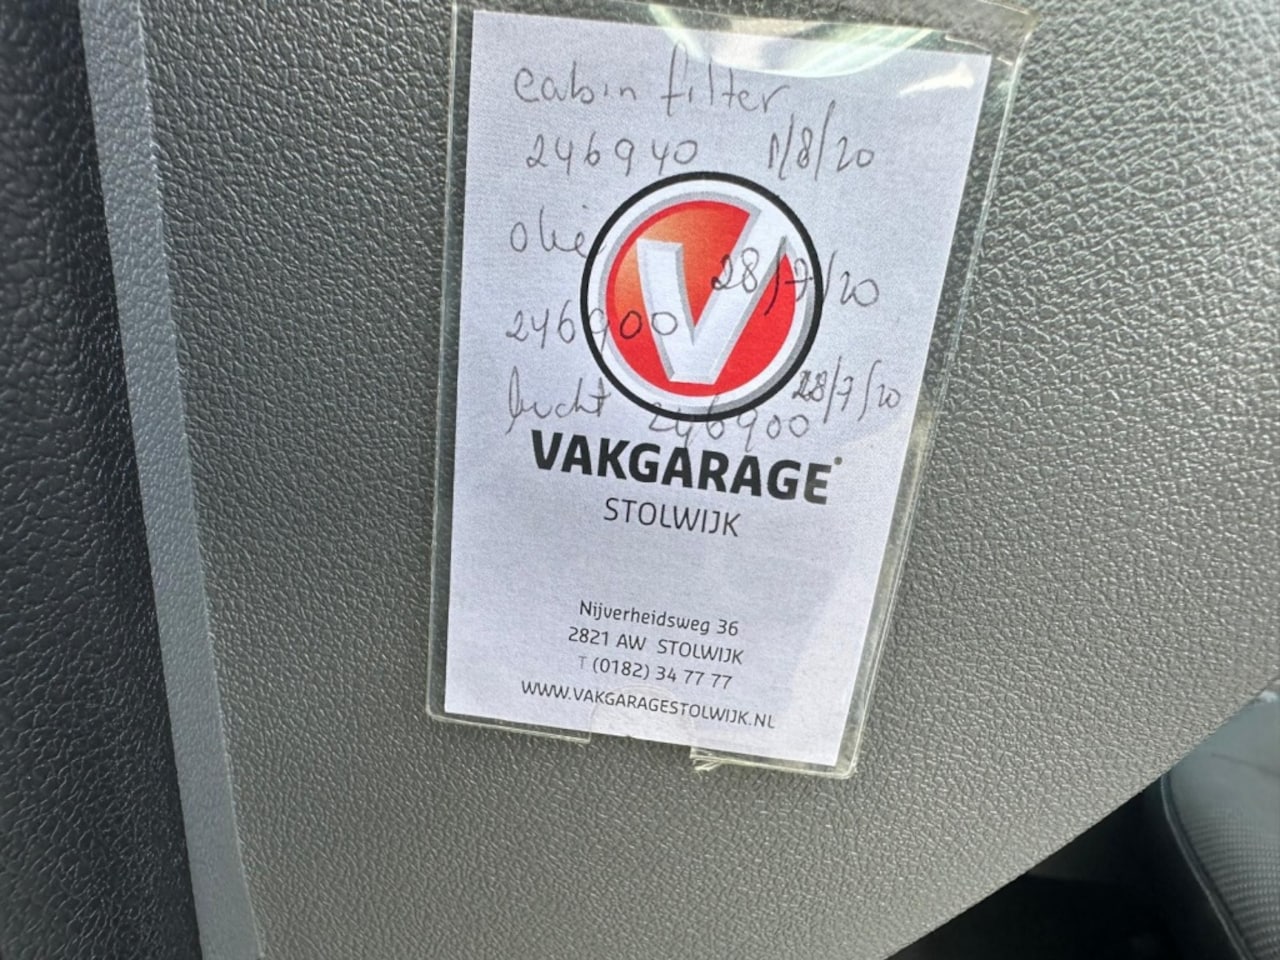 cabin filter
246940 1/8/20
olie
28/7/20
246900
lucht 246900 28/7/20
VAKGARAGE
STOLWIJK
Nijverheidsweg 36
2821 AW STOLWIJK
T (0182) 34 77 77
WWW.VAKGARAGESTOLWIJK.NL